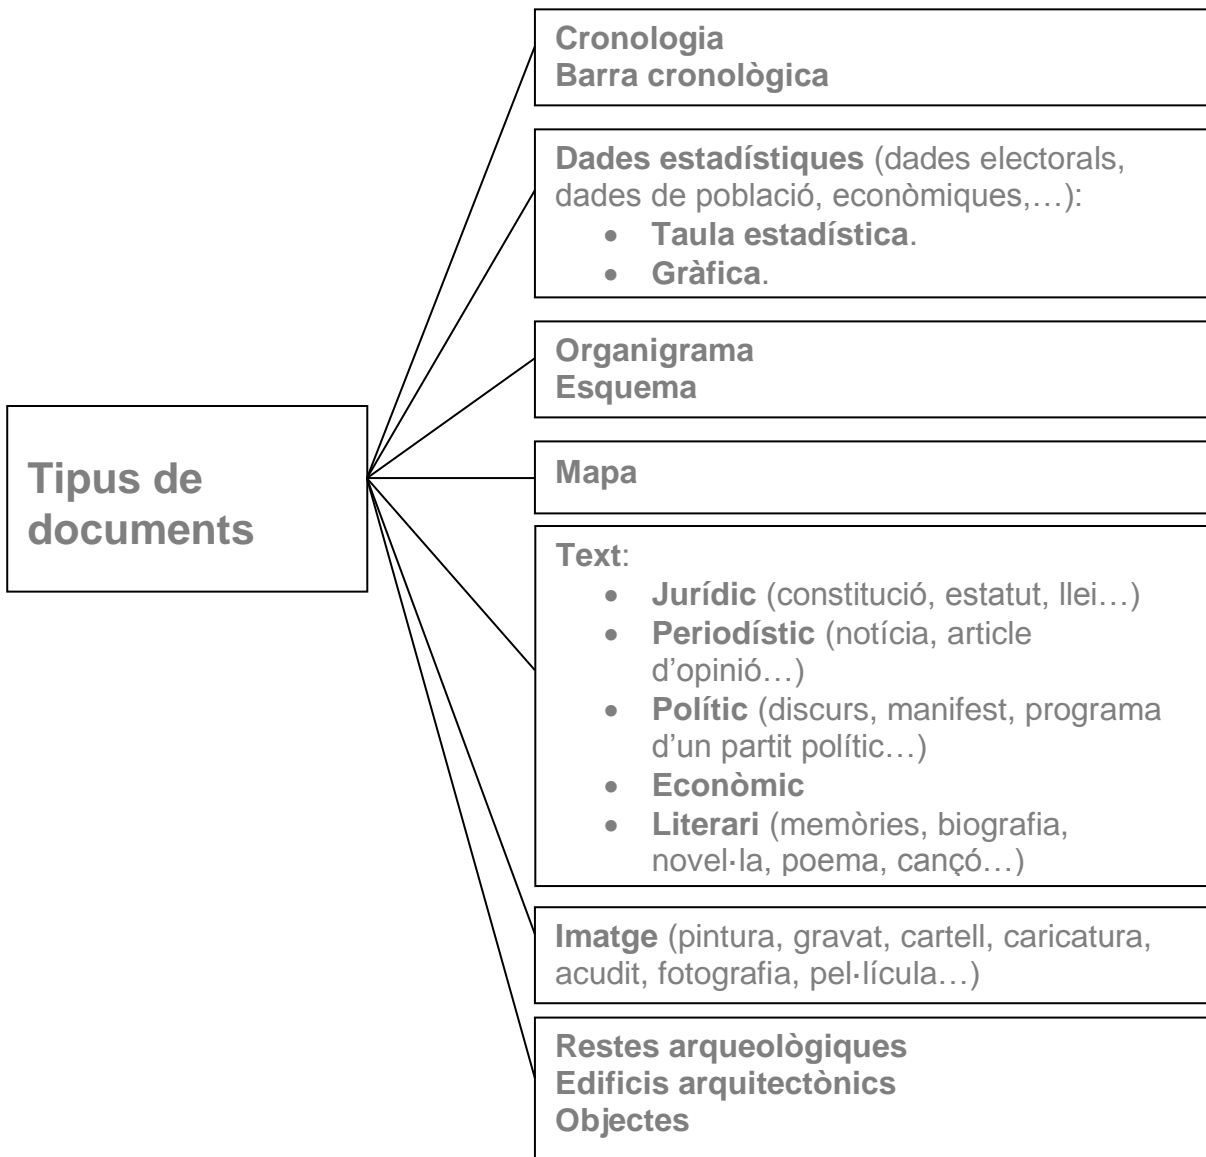 Tipus de
documents
Cronologia
Barra cronològica
Dades estadístiques (dades electorals,
dades de població, econòmiques,…):
• Taula estadística.
• Gràfica.
Organigrama
Esquema
Mapa
Text:
• Jurídic (constitució, estatut, llei…)
• Periodístic (notícia, article
d’opinió…)
• Polític (discurs, manifest, programa
d’un partit polític…)
• Econòmic
• Literari (memòries, biografia,
novel·la, poema, cançó…)
Imatge (pintura, gravat, cartell, caricatura,
acudit, fotografia, pel·lícula…)
Restes arqueològiques
Edificis arquitectònics
Objectes